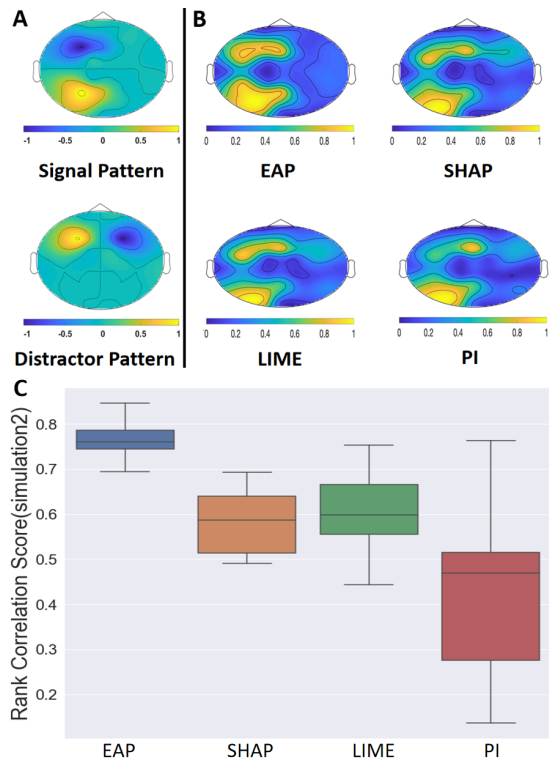 A
-1 -0.5 0 0.5 1
Signal Pattern
-1 -0.5 0 0.5 1
Distractor Pattern
B
0 0.2 0.4 0.6 0.8 1
EAP
0 0.2 0.4 0.6 0.8 1
SHAP
0 0.2 0.4 0.6 0.8 1
LIME
0 0.2 0.4 0.6 0.8 1
PI
C
Rank Correlation Score(simulation2)
0.8
0.7
0.6
0.5
0.4
0.3
0.2
EAP SHAP LIME PI